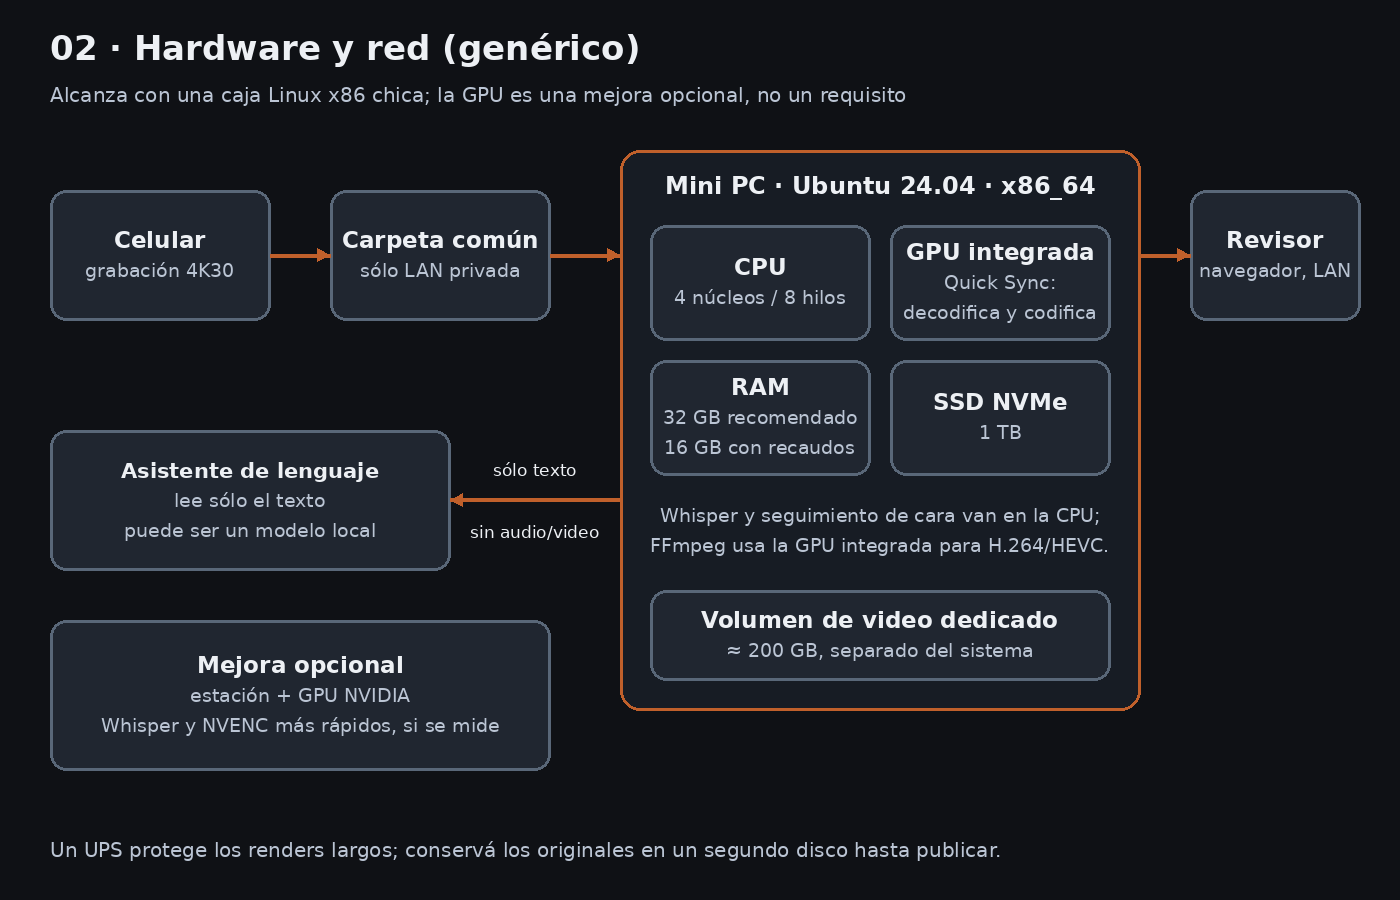 02 · Hardware y red (genérico)
Alcanza con una caja Linux x86 chica; la GPU es una mejora opcional, no un requisito
Celular
grabación 4K30
Carpeta común
sólo LAN privada
Mini PC · Ubuntu 24.04 · x86_64
CPU
4 núcleos / 8 hilos
GPU integrada
Quick Sync:
decodifica y codifica
RAM
32 GB recomendado
16 GB con recaudos
SSD NVMe
1 TB
Whisper y seguimiento de cara van en la CPU;
FFmpeg usa la GPU integrada para H.264/HEVC.
Volumen de video dedicado
≈ 200 GB, separado del sistema
Revisor
navegador, LAN
Asistente de lenguaje
lee sólo el texto
puede ser un modelo local
sólo texto
sin audio/video
Mejora opcional
estación + GPU NVIDIA
Whisper y NVENC más rápidos, si se mide
Un UPS protege los renders largos; conservá los originales en un segundo disco hasta publicar.